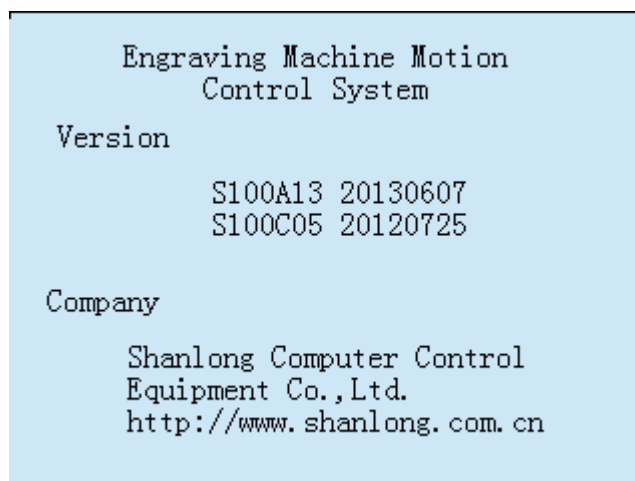 Engraving Machine Motion
Control System
Version
S100A13 20130607
S100C05 20120725
Company
Shanlong Computer Control
Equipment Co.,Ltd.
http://www.shanlong.com.cn